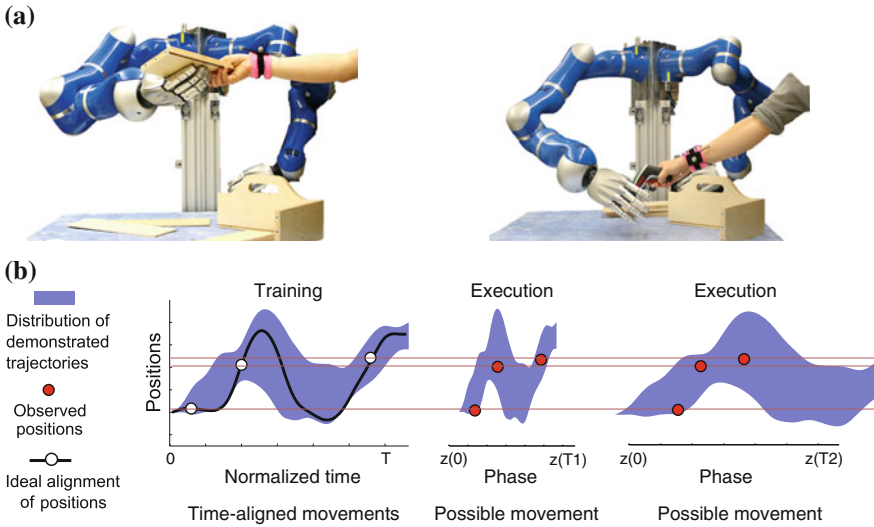 (a)
(b)
Training
Execution
Execution
Distribution of
demonstrated
trajectories
Observed
positions
Ideal alignment
of positions
Positions
0
T
z(0)
z(T1)
z(0)
z(T2)
Normalized time
Phase
Phase
Time-aligned movements
Possible movement
Possible movement